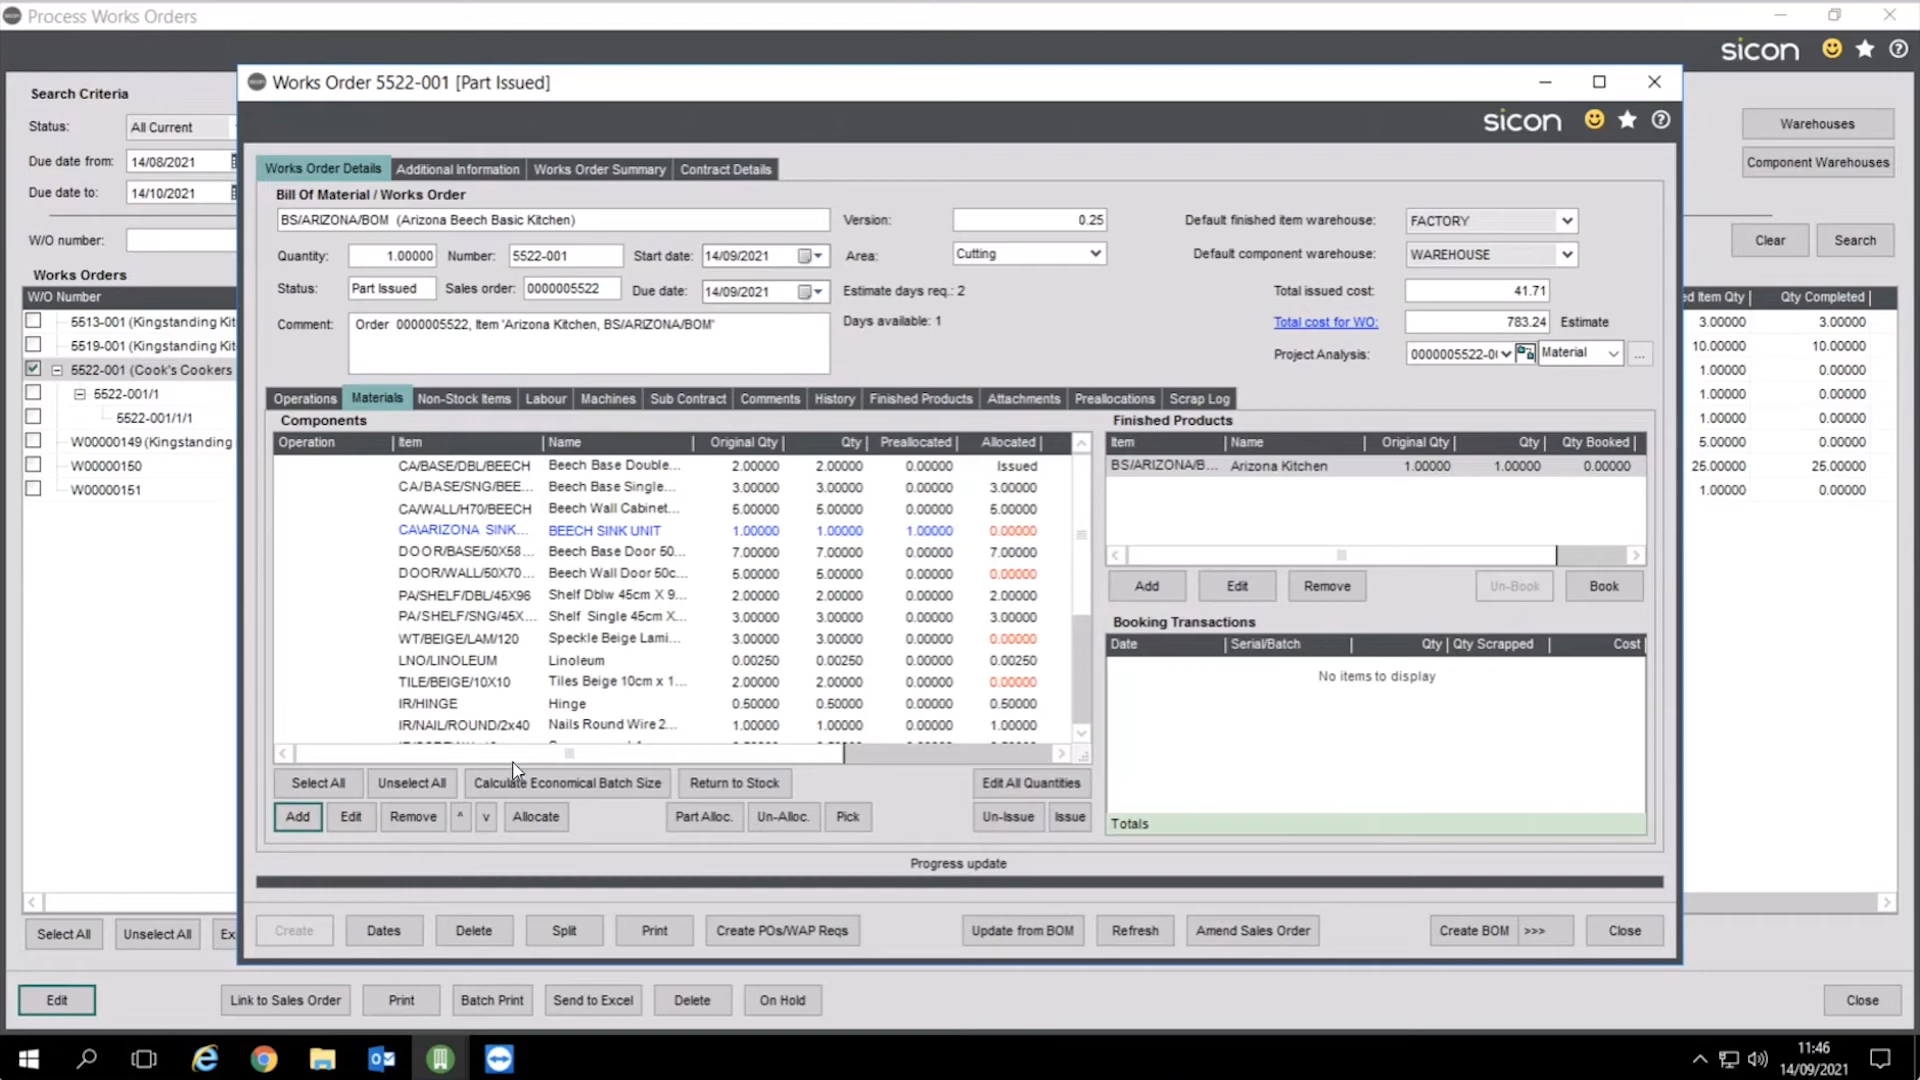 Process Works Orders
sicon
Search Criteria
Status: All Current
Due date from: 14/08/2021
Due date to: 14/10/2021
W/O number:
Works Orders
W/O Number
5513-001 (Kingstanding Kit
5519-001 (Kingstanding Kit
5522-001 (Cook's Cookers
5522-001/1
5522-001/1/1
W00000149 (Kingstanding
W00000150
W00000151
Warehouses
Component Warehouses
Clear Search
ed Item Qty Qty Completed
3.00000 3.00000
10.00000 10.00000
1.00000 0.00000
1.00000 0.00000
1.00000 0.00000
5.00000 0.00000
25.00000 25.00000
1.00000 0.00000
Works Order 5522-001 [Part Issued]
sicon
Works Order Details Additional Information Works Order Summary Contract Details
Bill Of Material / Works Order
BS/ARIZONA/BOM (Arizona Beech Basic Kitchen) Version: 0.25 Default finished item warehouse: FACTORY
Quantity: 1.00000 Number: 5522-001 Start date: 14/09/2021 Area: Cutting Default component warehouse: WAREHOUSE
Status: Part Issued Sales order: 0000005522 Due date: 14/09/2021 Estimate days req.: 2 Total issued cost: 41.71
Comment: Order 0000005522, Item 'Arizona Kitchen, BS/ARIZONA/BOM' Days available: 1 Total cost for WO: 783.24 Estimate
Project Analysis: 0000005522-0( Material ...
Operations Materials Non-Stock Items Labour Machines Sub Contract Comments History Finished Products Attachments Preallocations Scrap Log
Components
Operation Item Name Original Qty Qty Preallocated Allocated
CA/BASE/DBL/BEECH Beech Base Double... 2.00000 2.00000 0.00000 Issued
CA/BASE/SNG/BEE... Beech Base Single... 3.00000 3.00000 0.00000 3.00000
CA/WALL/H70/BEECH Beech Wall Cabinet... 5.00000 5.00000 0.00000 5.00000
CA\ARIZONA SINK... BEECH SINK UNIT 1.00000 1.00000 1.00000 0.00000
DOOR/BASE/50X58... Beech Base Door 50... 7.00000 7.00000 0.00000 7.00000
DOOR/WALL/50X70... Beech Wall Door 50c... 5.00000 5.00000 0.00000 0.00000
PA/SHELF/DBL/45X96 Shelf Dblw 45cm X 9... 2.00000 2.00000 0.00000 2.00000
PA/SHELF/SNG/45X... Shelf Single 45cm X... 3.00000 3.00000 0.00000 3.00000
WT/BEIGE/LAM/120 Speckle Beige Lami... 3.00000 3.00000 0.00000 0.00000
LNO/LINOLEUM Linoleum 0.00250 0.00250 0.00000 0.00250
TILE/BEIGE/10X10 Tiles Beige 10cm x 1... 2.00000 2.00000 0.00000 0.00000
IR/HINGE Hinge 0.50000 0.50000 0.00000 0.50000
IR/NAIL/ROUND/2x40 Nails Round Wire 2... 1.00000 1.00000 0.00000 1.00000
Select All Unselect All Calculate Economical Batch Size Return to Stock Edit All Quantities
Add Edit Remove ^ v Allocate Part Alloc. Un-Alloc. Pick Un-Issue Issue
Finished Products
Item Name Original Qty Qty Qty Booked
BS/ARIZONA/B... Arizona Kitchen 1.00000 1.00000 0.00000
Add Edit Remove Un-Book Book
Booking Transactions
Date Serial/Batch Qty Qty Scrapped Cost
No items to display
Totals
Progress update
Create Dates Delete Split Print Create POs/WAP Reqs Update from BOM Refresh Amend Sales Order Create BOM >>> Close
Select All Unselect All Ex
Edit Link to Sales Order Print Batch Print Send to Excel Delete On Hold Close
11:46
14/09/2021